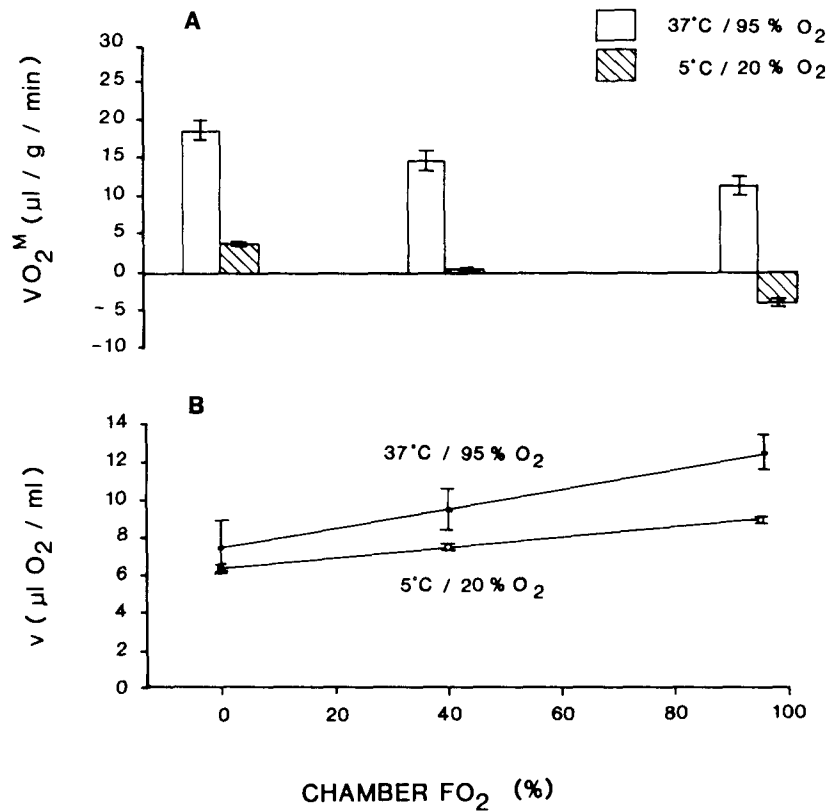 A
37°C / 95 % O2
5°C / 20 % O2
VO2M (μl / g / min)
30
25
20
15
10
5
0
- 5
-10
B
v ( μl O2 / ml )
14
12
10
8
6
4
2
0
37°C / 95 % O2
5°C / 20 % O2
0 20 40 60 80 100
CHAMBER FO2 (%)